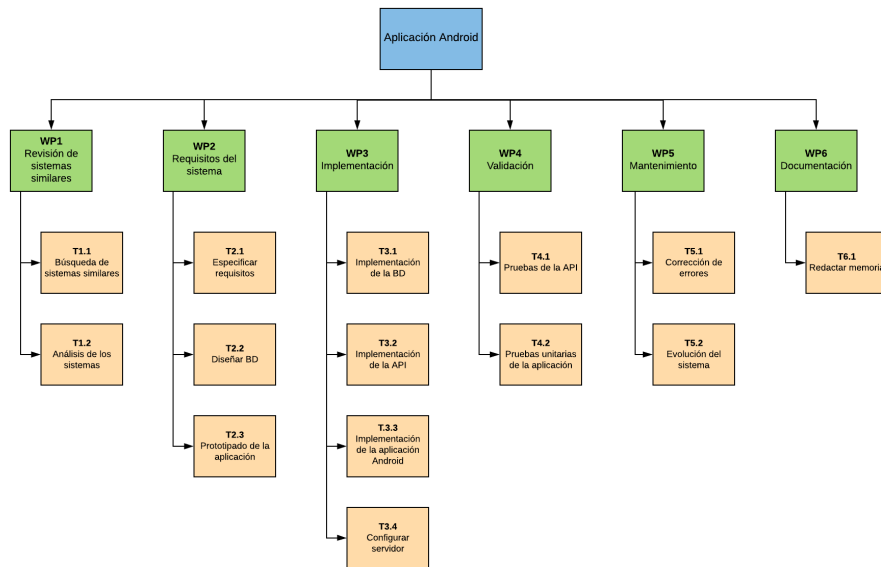 Aplicación Android
WP1
Revisión de
sistemas
similares
WP2
Requisitos del
sistema
WP3
Implementación
WP4
Validación
WP5
Mantenimiento
WP6
Documentación
T1.1
Búsqueda de
sistemas similares
T1.2
Análisis de los
sistemas
T2.1
Especificar
requisitos
T2.2
Diseñar BD
T2.3
Prototipado de la
aplicación
T3.1
Implementación
de la BD
T3.2
Implementación
de la API
T.3.3
Implementación
de la aplicación
Android
T3.4
Configurar
servidor
T4.1
Pruebas de la API
T4.2
Pruebas unitarias
de la aplicación
T5.1
Corrección de
errores
T5.2
Evolución del
sistema
T6.1
Redactar memoria